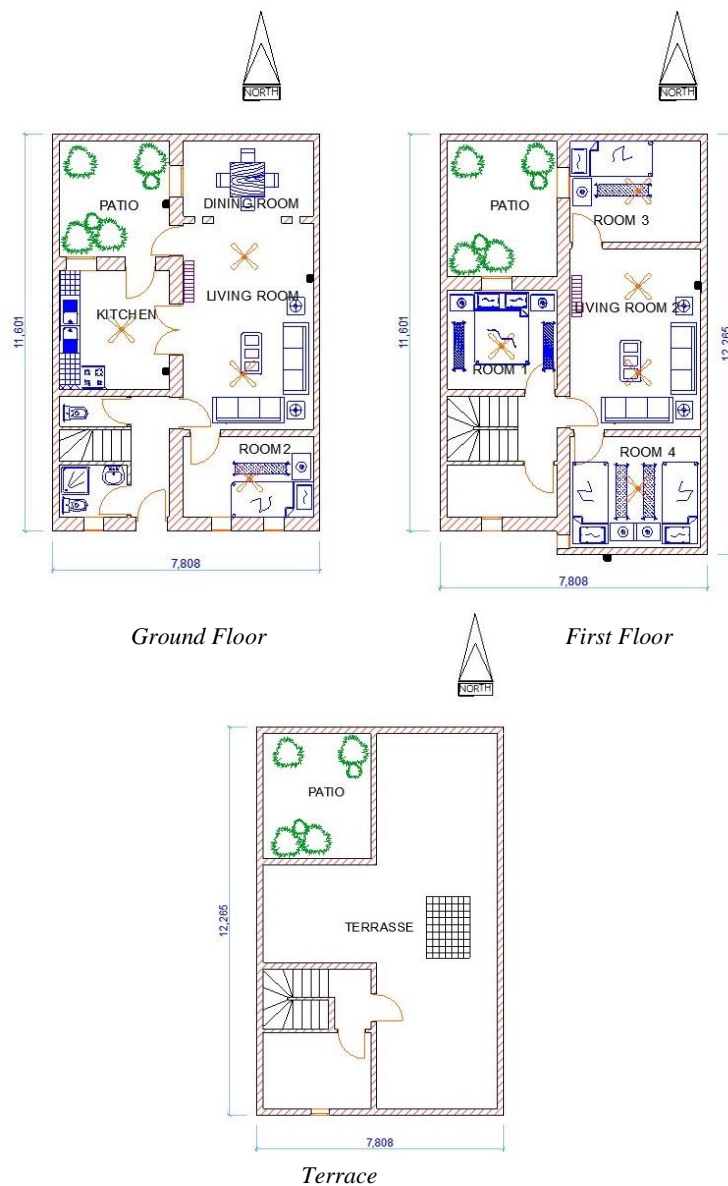 NORTH
NORTH
PATIO
DINING ROOM
LIVING ROOM
KITCHEN
ROOM2
11,601
7,808
PATIO
ROOM 3
LIVING ROOM 2
ROOM 1
ROOM 4
11,601
12,265
7,808
Ground Floor
First Floor
NORTH
PATIO
TERRASSE
12,265
7,808
Terrace